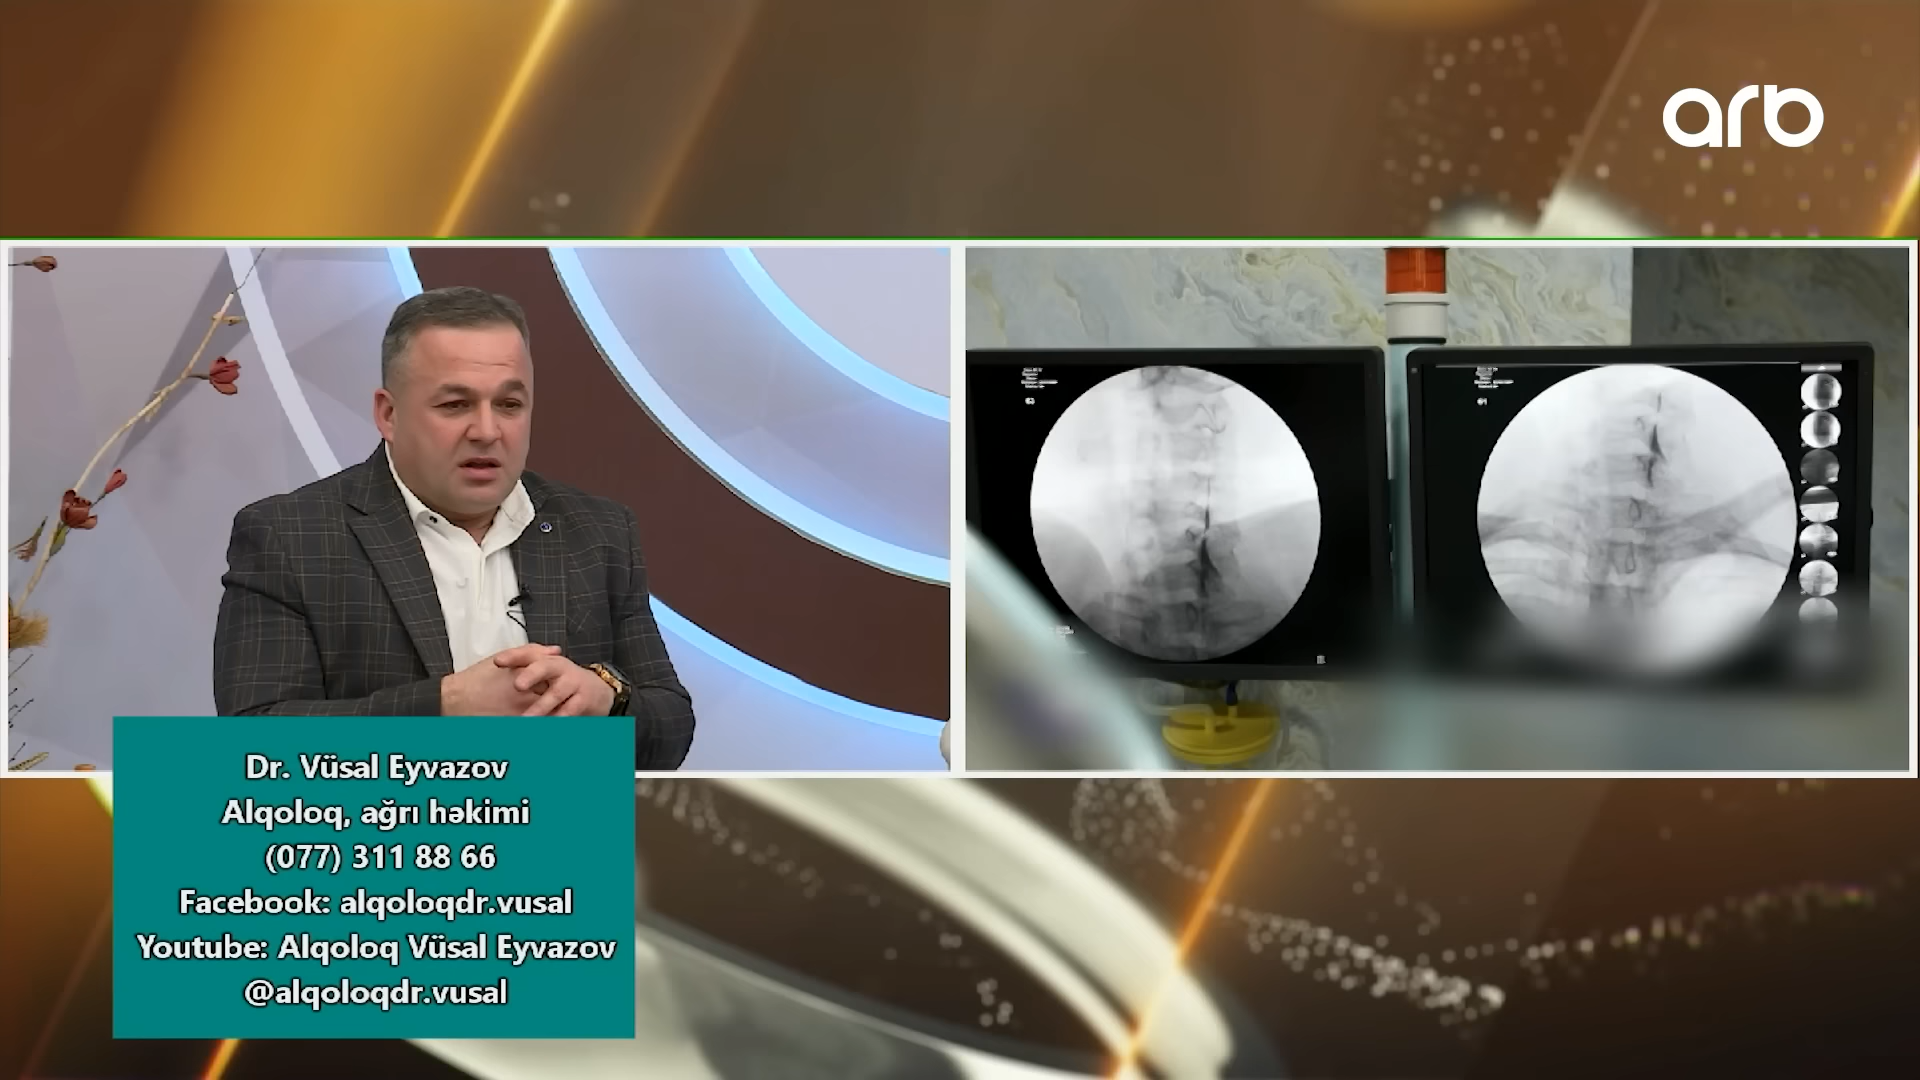 arb
Dr. Vüsal Eyvazov
Alqoloq, ağrı həkimi
(077) 311 88 66
Facebook: alqoloqdr.vusal
Youtube: Alqoloq Vüsal Eyvazov
@alqoloqdr.vusal